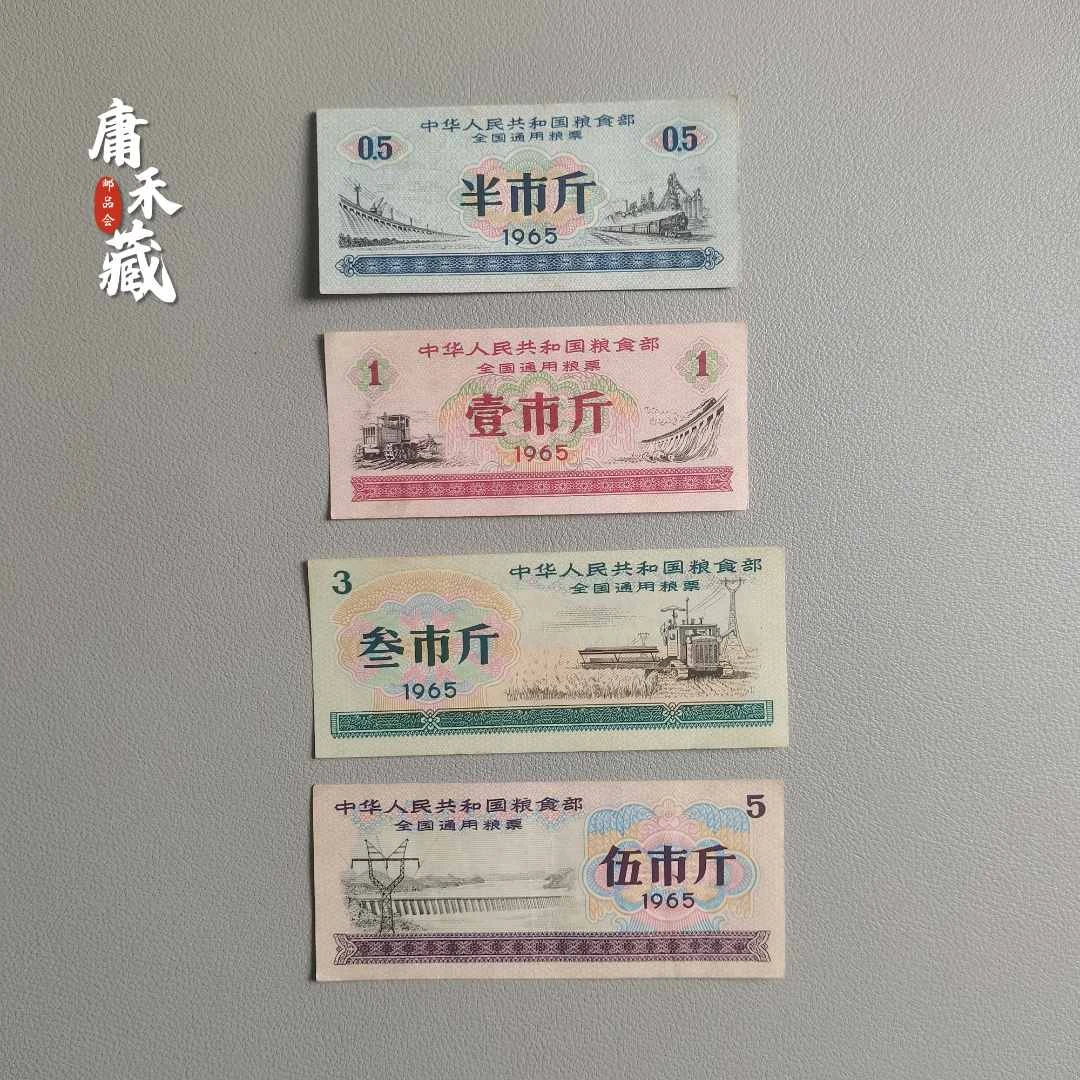 庸禾藏
邮品会
中华人民共和国粮食部
全国通用粮票
0.5
0.5
半市斤
1965
中华人民共和国粮食部
全国通用粮票
1
1
壹市斤
1965
3
中华人民共和国粮食部
全国通用粮票
叁市斤
1965
中华人民共和国粮食部
全国通用粮票
5
伍市斤
1965